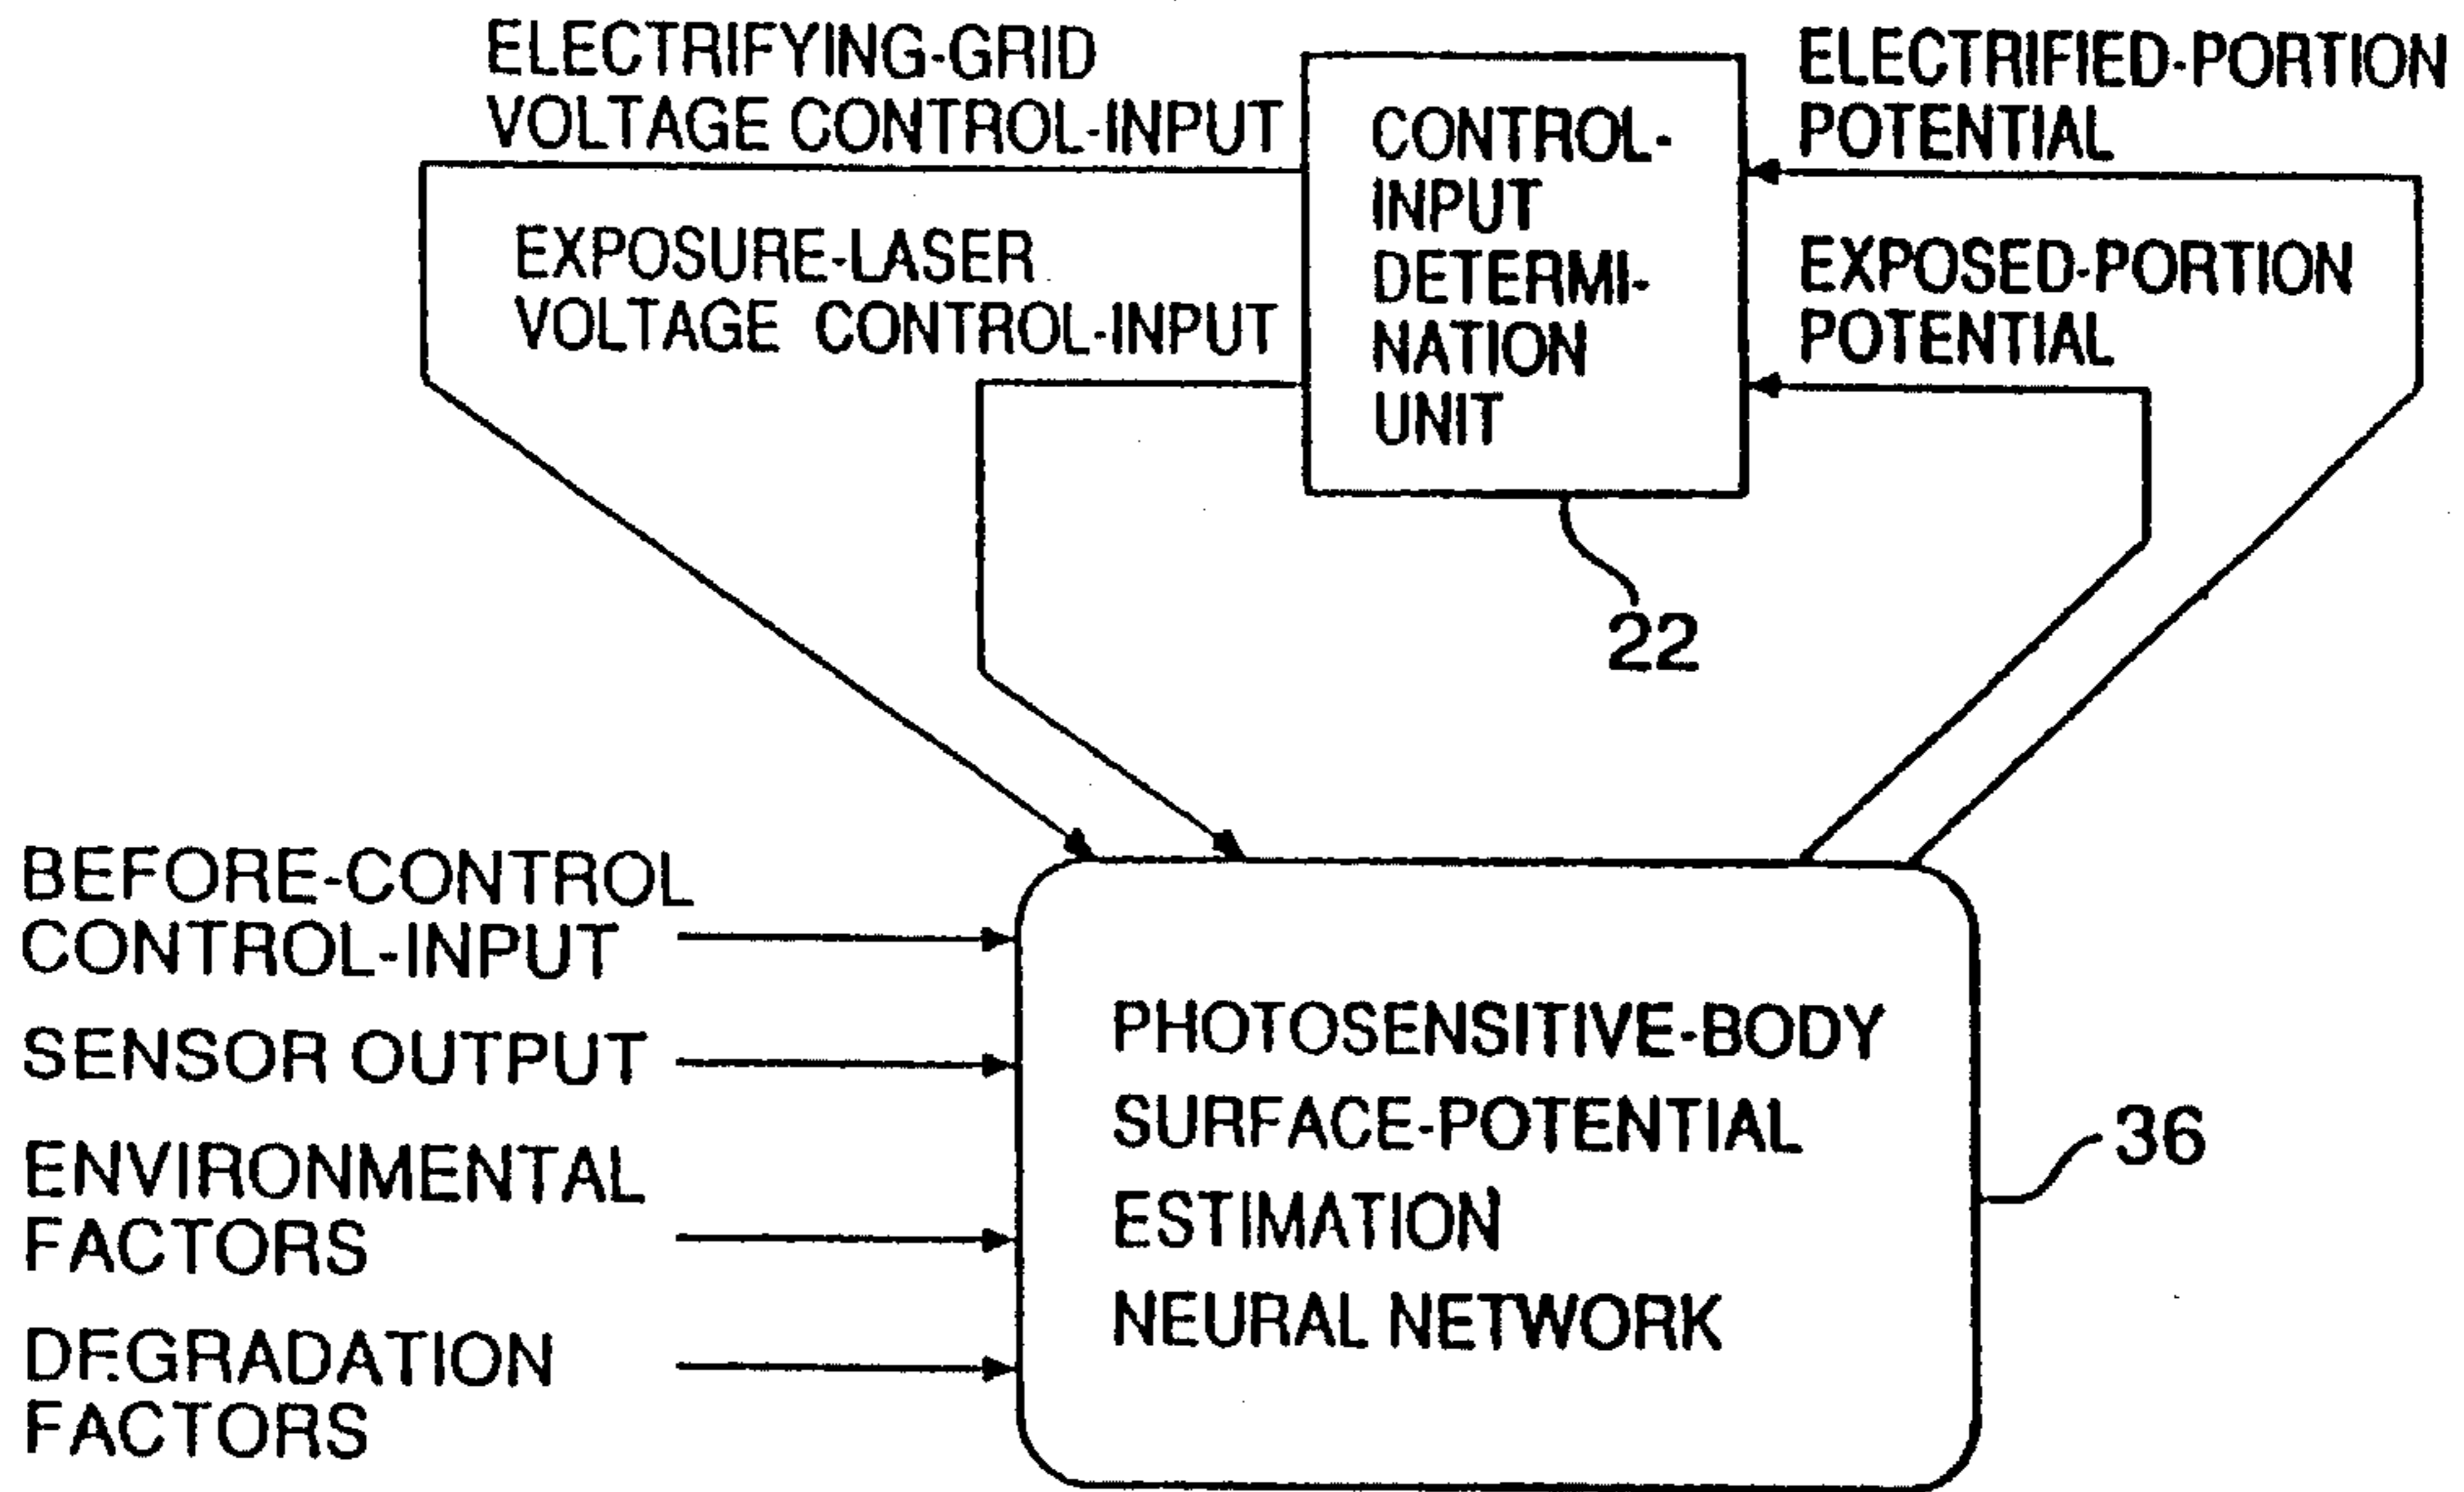 ELECTRIFYING-GRID
VOLTAGE CONTROL-INPUT
EXPOSURE-LASER
VOLTAGE CONTROL-INPUT
CONTROL-
INPUT
DETERMI-
NATION
UNIT
ELECTRIFIED-PORTION
POTENTIAL
EXPOSED-PORTION
POTENTIAL
22
BEFORE-CONTROL
CONTROL-INPUT
SENSOR OUTPUT
ENVIRONMENTAL
FACTORS
DEGRADATION
FACTORS
PHOTOSENSITIVE-BODY
SURFACE-POTENTIAL
ESTIMATION
NEURAL NETWORK
36